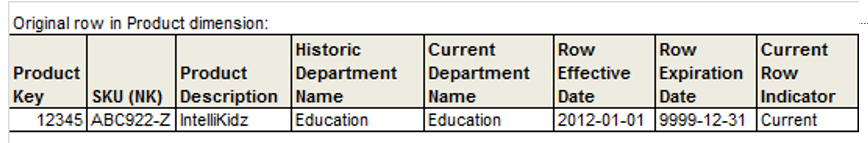 Original row in Product dimension:
Historic Current Row Row Current
Product Product Department Department Effective Expiration Row
Key SKU (NK) Description Name Name Date Date Indicator
12345 ABC922-Z IntelliKidz Education Education 2012-01-01 9999-12-31 Current